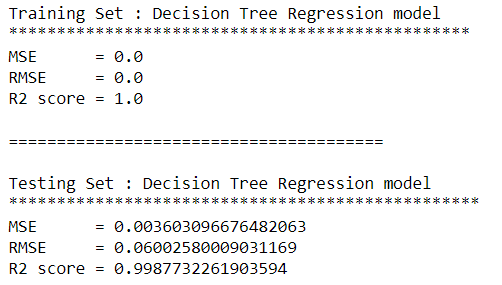 Training Set : Decision Tree Regression model
************************************************
MSE      = 0.0
RMSE     = 0.0
R2 score = 1.0
=======================================
Testing Set : Decision Tree Regression model
*************************************************
MSE      = 0.003603096676482063
RMSE     = 0.06002580009031169
R2 score = 0.9987732261903594